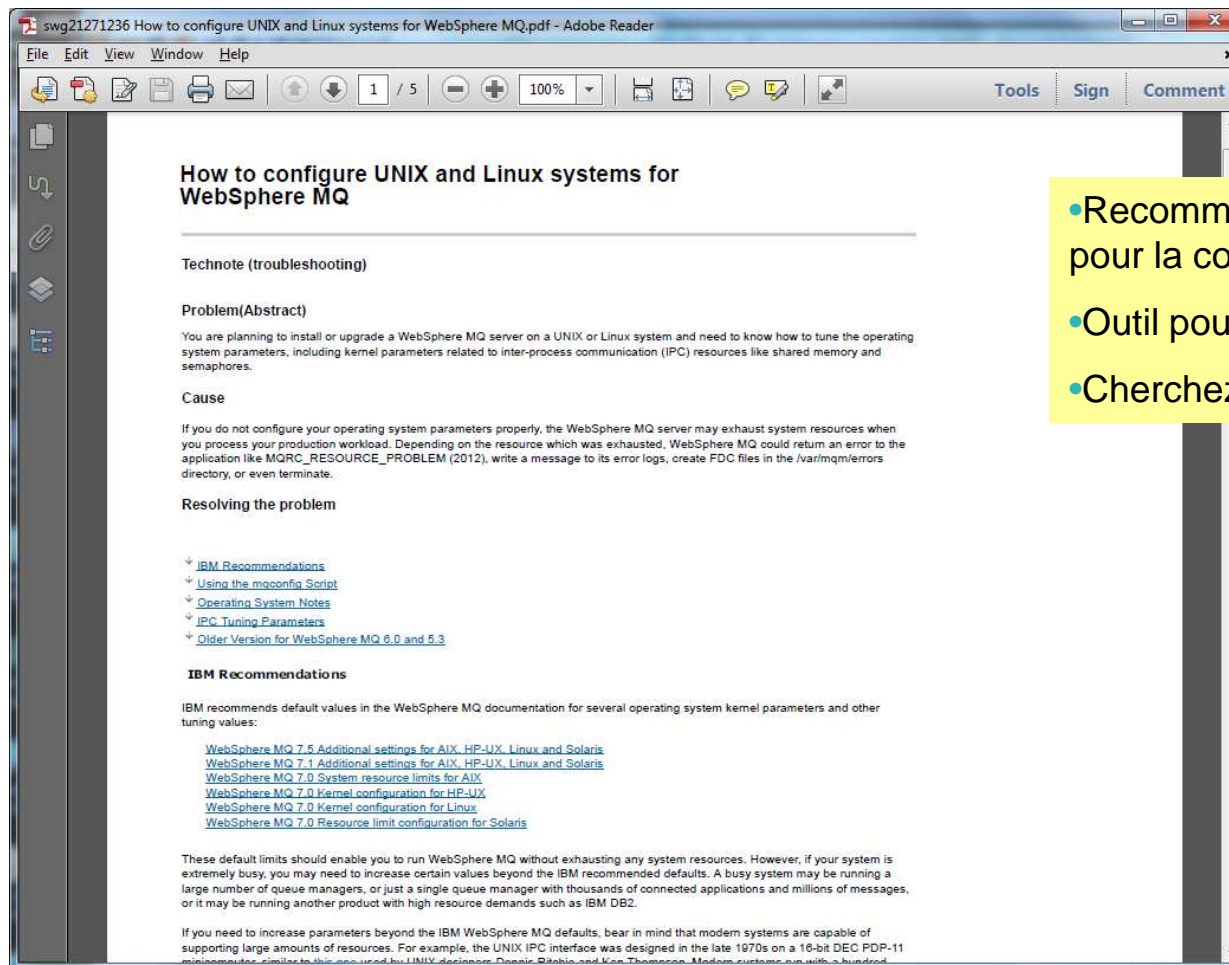 swg21271236 How to configure UNIX and Linux systems for WebSphere MQ.pdf - Adobe Reader
File Edit View Window Help
1 / 5 100% Tools Sign Comment
How to configure UNIX and Linux systems for
WebSphere MQ
Technote (troubleshooting)
Problem(Abstract)
You are planning to install or upgrade a WebSphere MQ server on a UNIX or Linux system and need to know how to tune the operating
system parameters, including kernel parameters related to inter-process communication (IPC) resources like shared memory and
semaphores.
Cause
If you do not configure your operating system parameters properly, the WebSphere MQ server may exhaust system resources when
you process your production workload. Depending on the resource which was exhausted, WebSphere MQ could return an error to the
application like MQRC_RESOURCE_PROBLEM (2012), write a message to its error logs, create FDC files in the /var/mqm/errors
directory, or even terminate.
Resolving the problem
IBM Recommendations
Using the mqconfig Script
Operating System Notes
IPC Tuning Parameters
Older Version for WebSphere MQ 6.0 and 5.3
IBM Recommendations
IBM recommends default values in the WebSphere MQ documentation for several operating system kernel parameters and other
tuning values:
WebSphere MQ 7.5 Additional settings for AIX, HP-UX, Linux and Solaris
WebSphere MQ 7.1 Additional settings for AIX, HP-UX, Linux and Solaris
WebSphere MQ 7.0 System resource limits for AIX
WebSphere MQ 7.0 Kernel configuration for HP-UX
WebSphere MQ 7.0 Kernel configuration for Linux
WebSphere MQ 7.0 Resource limit configuration for Solaris
These default limits should enable you to run WebSphere MQ without exhausting any system resources. However, if your system is
extremely busy, you may need to increase certain values beyond the IBM recommended defaults. A busy system may be running a
large number of queue managers, or just a single queue manager with thousands of connected applications and millions of messages,
or it may be running another product with high resource demands such as IBM DB2.
If you need to increase parameters beyond the IBM WebSphere MQ defaults, bear in mind that modern systems are capable of
supporting large amounts of resources. For example, the UNIX IPC interface was designed in the late 1970s on a 16-bit DEC PDP-11
minicomputer, similar to this one used by UNIX designers Dennis Ritchie and Ken Thompson. Modern systems run with a hundred
•Recomm
pour la co
•Outil pou
•Cherchez